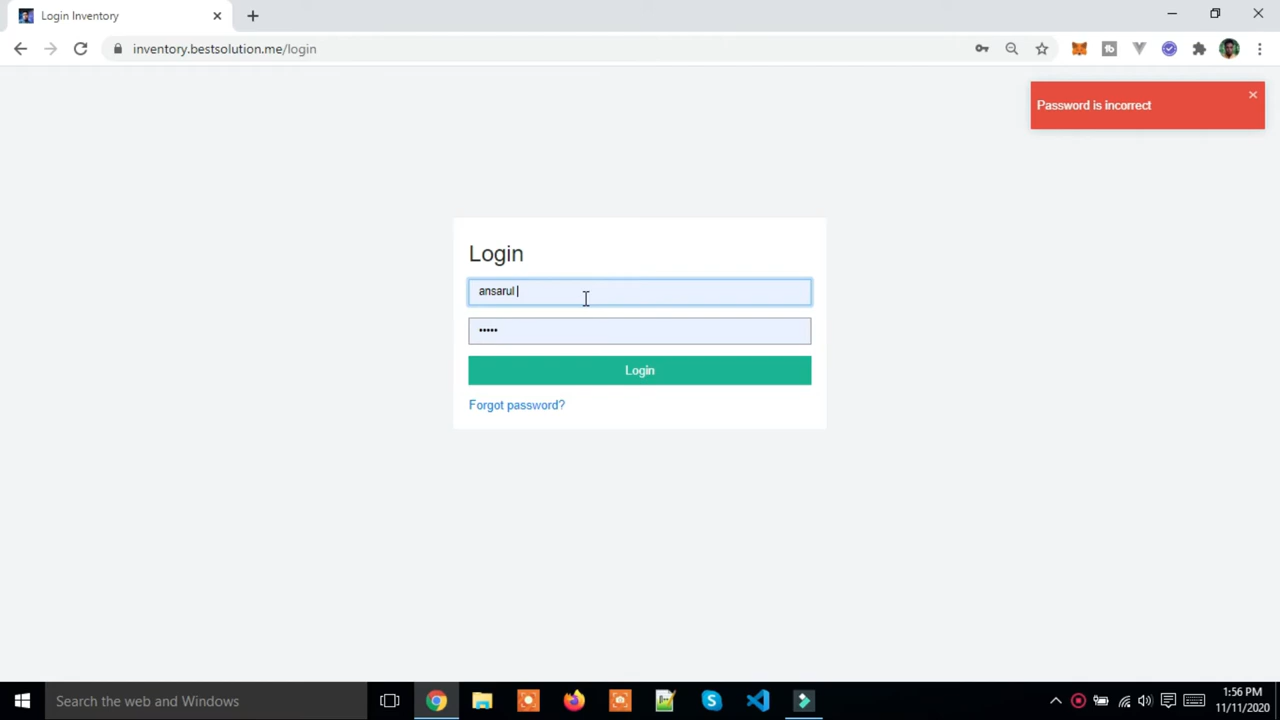 Login Inventory
inventory.bestsolution.me/login
Password is incorrect
Login
ansarul
•••••
Login
Forgot password?
Search the web and Windows
1:56 PM
11/11/2020